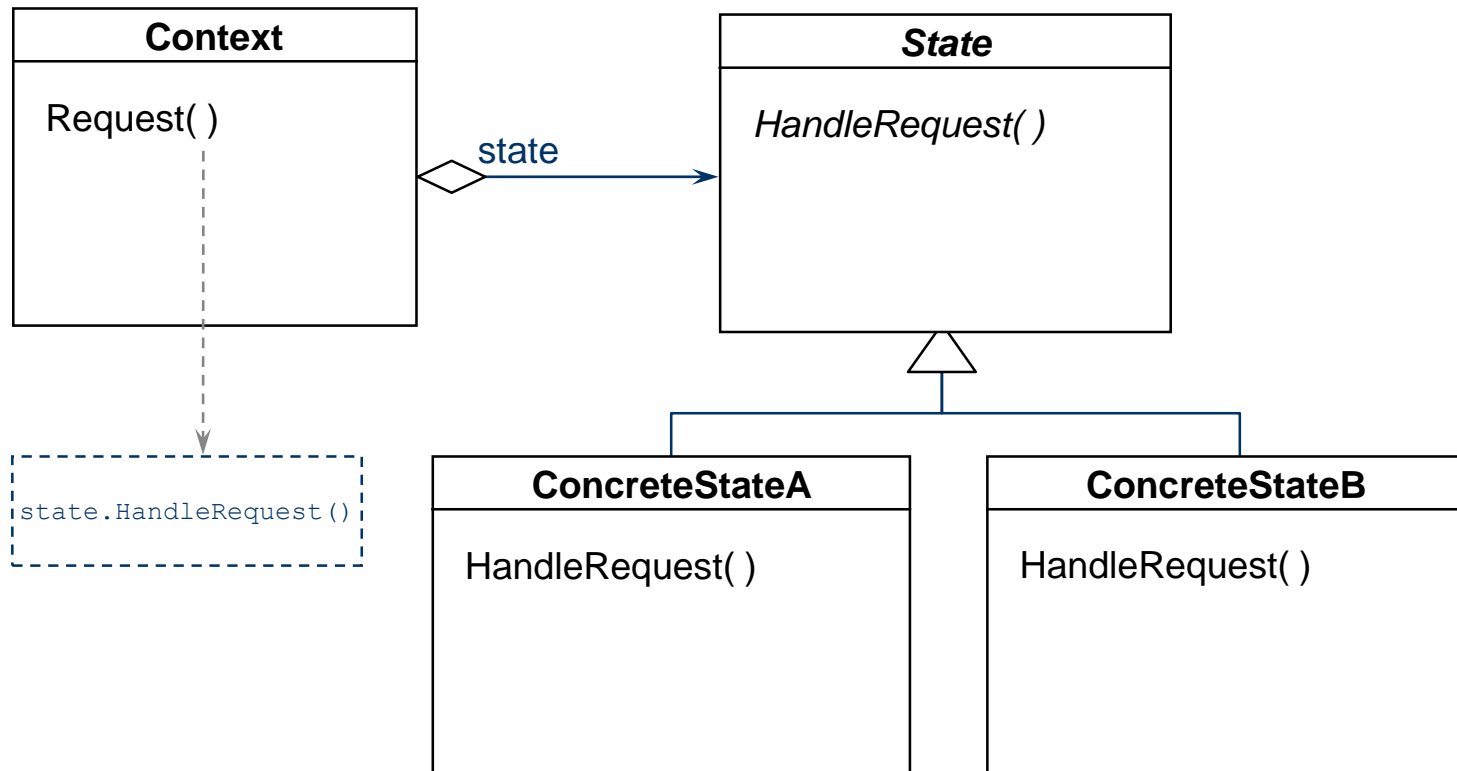 Context
Request( )
state
State
HandleRequest( )
state.HandleRequest()
ConcreteStateA
HandleRequest( )
ConcreteStateB
HandleRequest( )